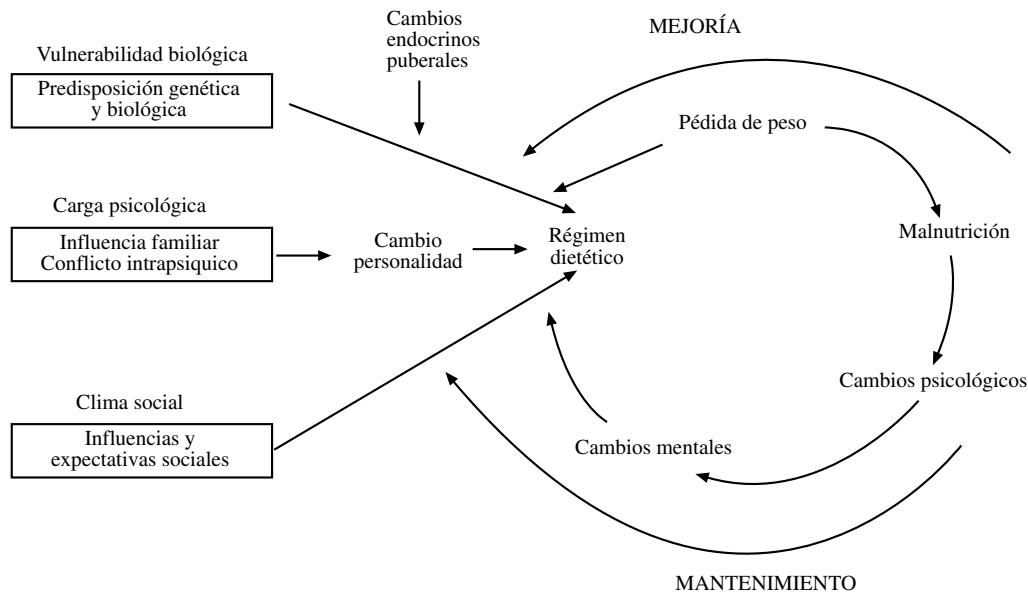 Cambios
endocrinos
puberales
MEJORÍA
Vulnerabilidad biológica
Predisposición genética
y biológica
Pédida de peso
Carga psicológica
Influencia familiar
Conflicto intrapsiquico
Cambio
personalidad
Régimen
dietético
Malnutrición
Cambios psicológicos
Clima social
Influencias y
expectativas sociales
Cambios mentales
MANTENIMIENTO